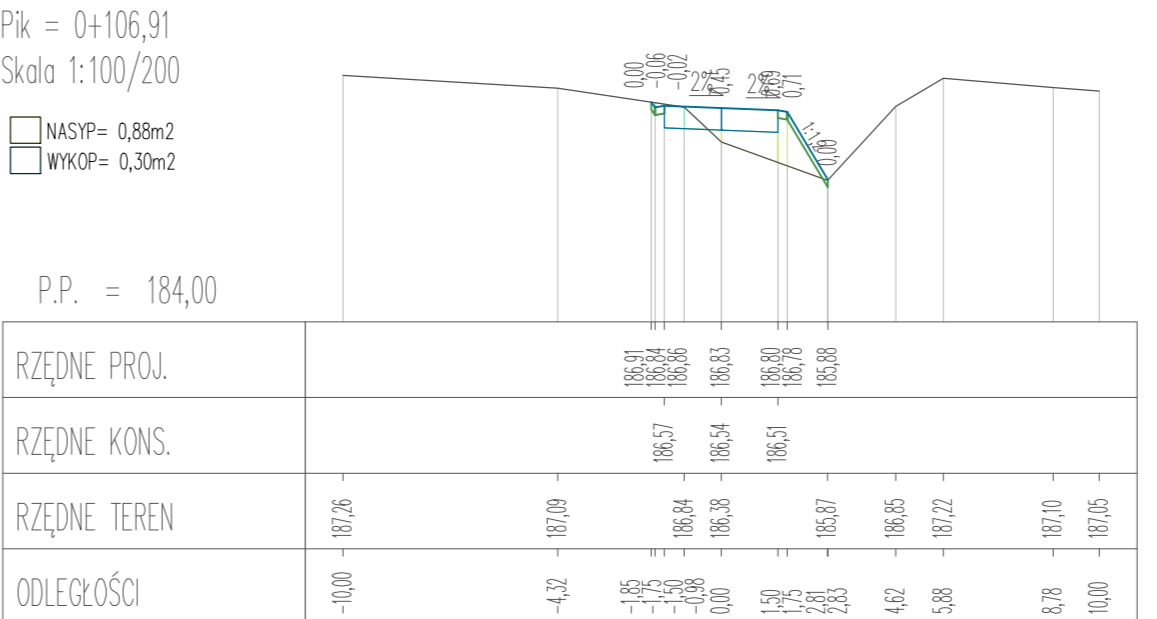 Pik = 0+106,91
Skala 1:100/200
NASYP= 0,88m2
WYKOP= 0,30m2
0,00 -0,06 -0,02 2% 0,45 2% 0,69 0,71
1:1,2 0,00
P.P. = 184,00
RZĘDNE PROJ. 186,91 186,84 186,86 186,83 186,80 186,78 185,88
RZĘDNE KONS. 186,57 186,54 186,51
RZĘDNE TEREN 187,26 187,09 186,84 186,38 185,87 186,85 187,22 187,10 187,05
ODLEGŁOŚCI -10,00 -4,32 -1,85 -1,75 -1,50 -0,98 0,00 1,50 1,75 2,81 2,83 4,62 5,88 8,78 10,00